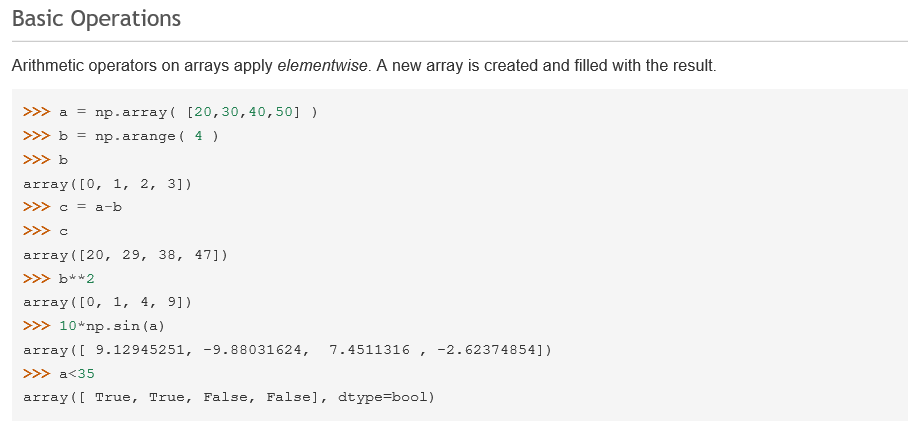 Basic Operations
Arithmetic operators on arrays apply elementwise. A new array is created and filled with the result.
>>> a = np.array( [20,30,40,50] )
>>> b = np.arange( 4 )
>>> b
array([0, 1, 2, 3])
>>> c = a-b
>>> c
array([20, 29, 38, 47])
>>> b**2
array([0, 1, 4, 9])
>>> 10*np.sin(a)
array([ 9.12945251, -9.88031624,  7.4511316 , -2.62374854])
>>> a<35
array([ True, True, False, False], dtype=bool)